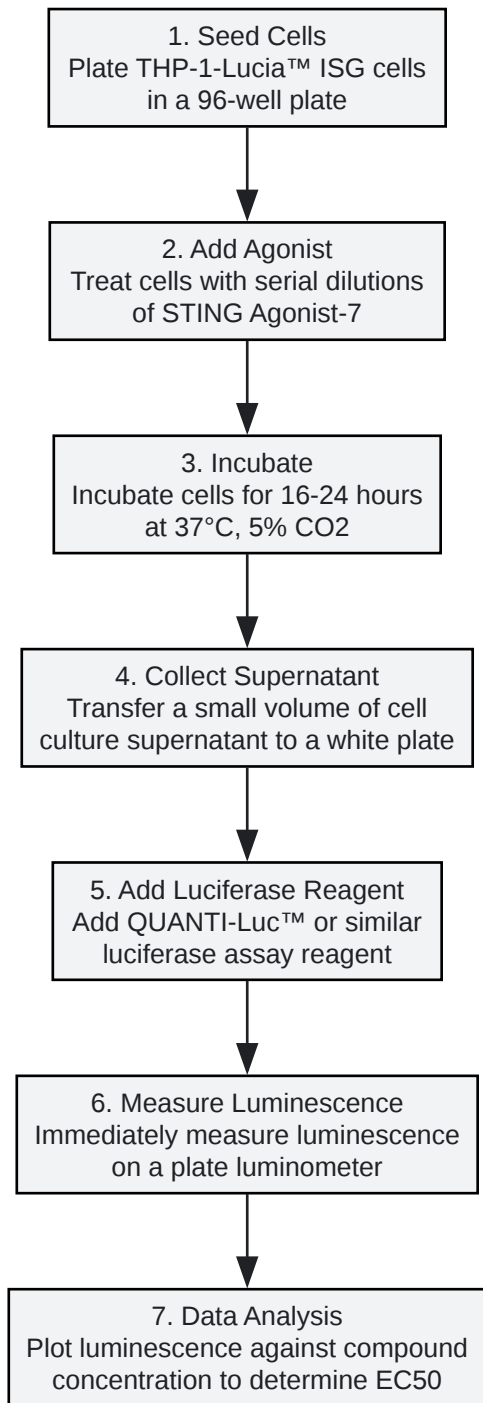 1. Seed Cells
Plate THP-1-Lucia™ ISG cells
in a 96-well plate
2. Add Agonist
Treat cells with serial dilutions
of STING Agonist-7
3. Incubate
Incubate cells for 16-24 hours
at 37°C, 5% CO2
4. Collect Supernatant
Transfer a small volume of cell
culture supernatant to a white plate
5. Add Luciferase Reagent
Add QUANTI-Luc™ or similar
luciferase assay reagent
6. Measure Luminescence
Immediately measure luminescence
on a plate luminometer
7. Data Analysis
Plot luminescence against compound
concentration to determine EC50